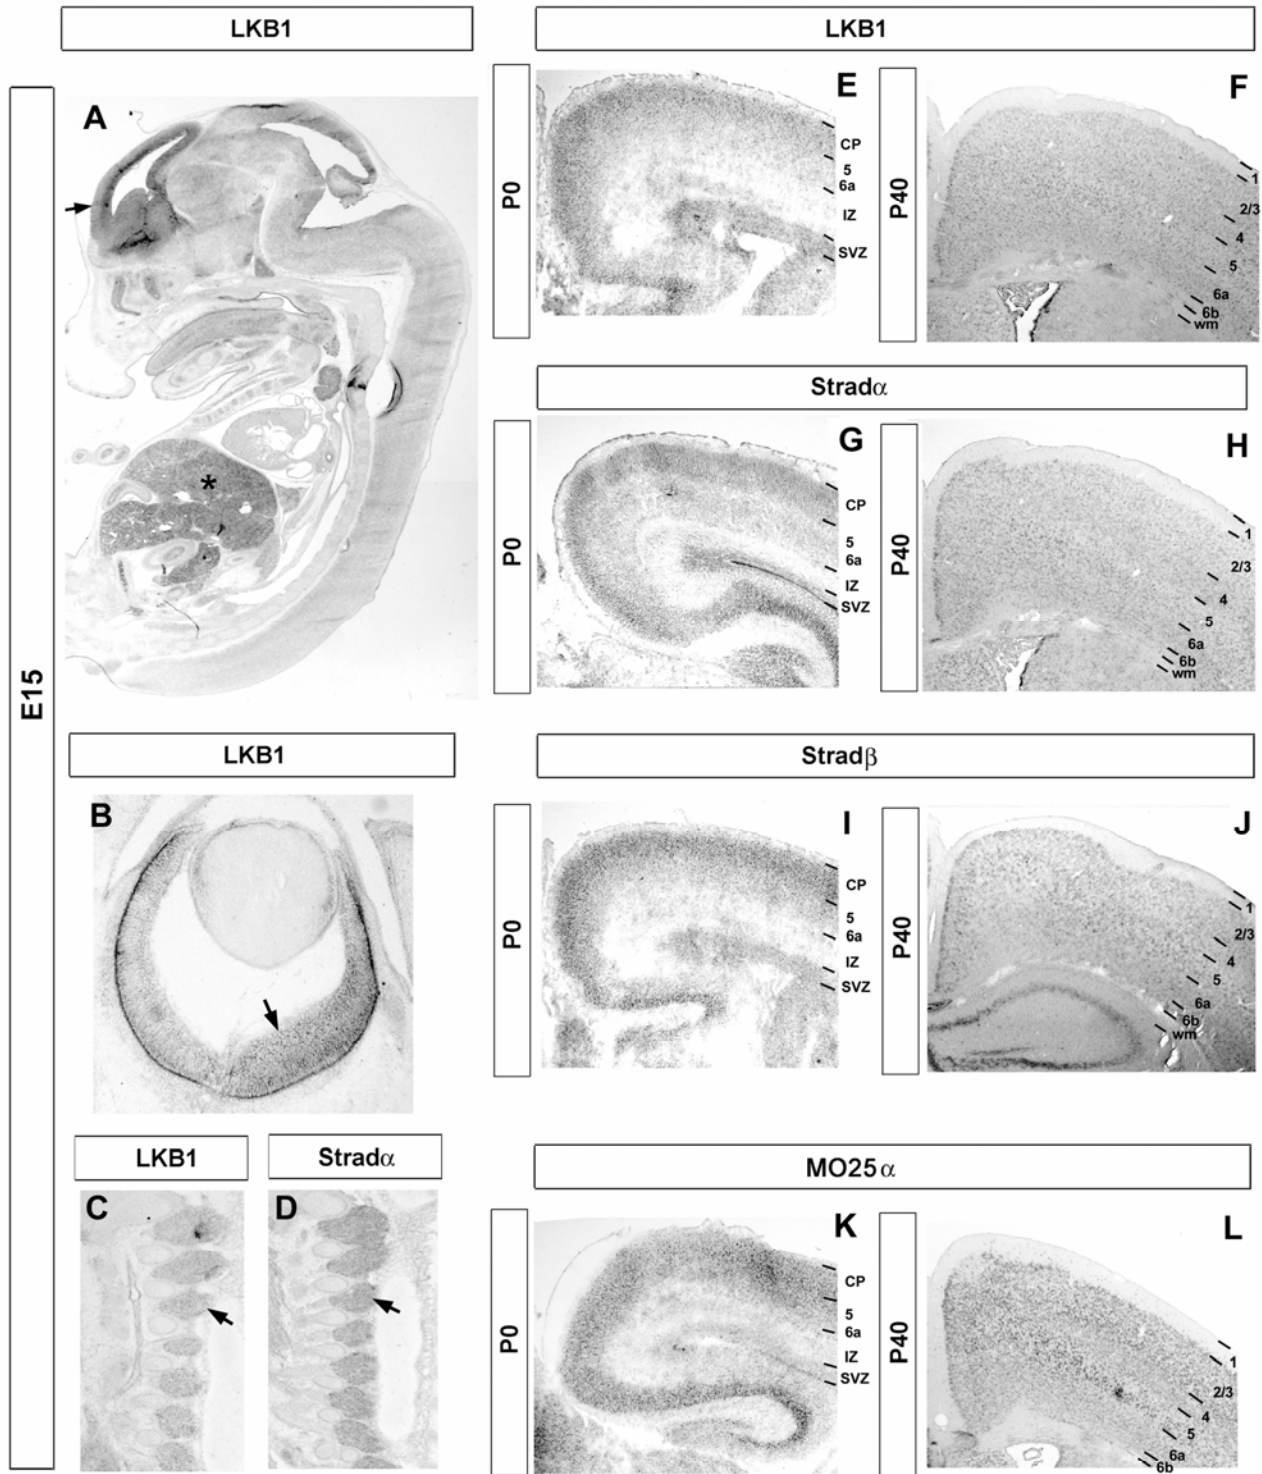 LKB1
LKB1
E15
A
P0
E
CP
5
6a
IZ
SVZ
P40
F
1
2/3
4
5
6a
6b
wm
*
Stradα
P0
G
CP
5
6a
IZ
SVZ
P40
H
1
2/3
4
5
6a
6b
wm
LKB1
B
Stradβ
P0
I
CP
5
6a
IZ
SVZ
P40
J
1
2/3
4
5
6a
6b
wm
LKB1
C
Stradα
D
MO25α
P0
K
CP
5
6a
IZ
SVZ
P40
L
1
2/3
4
5
6a
6b